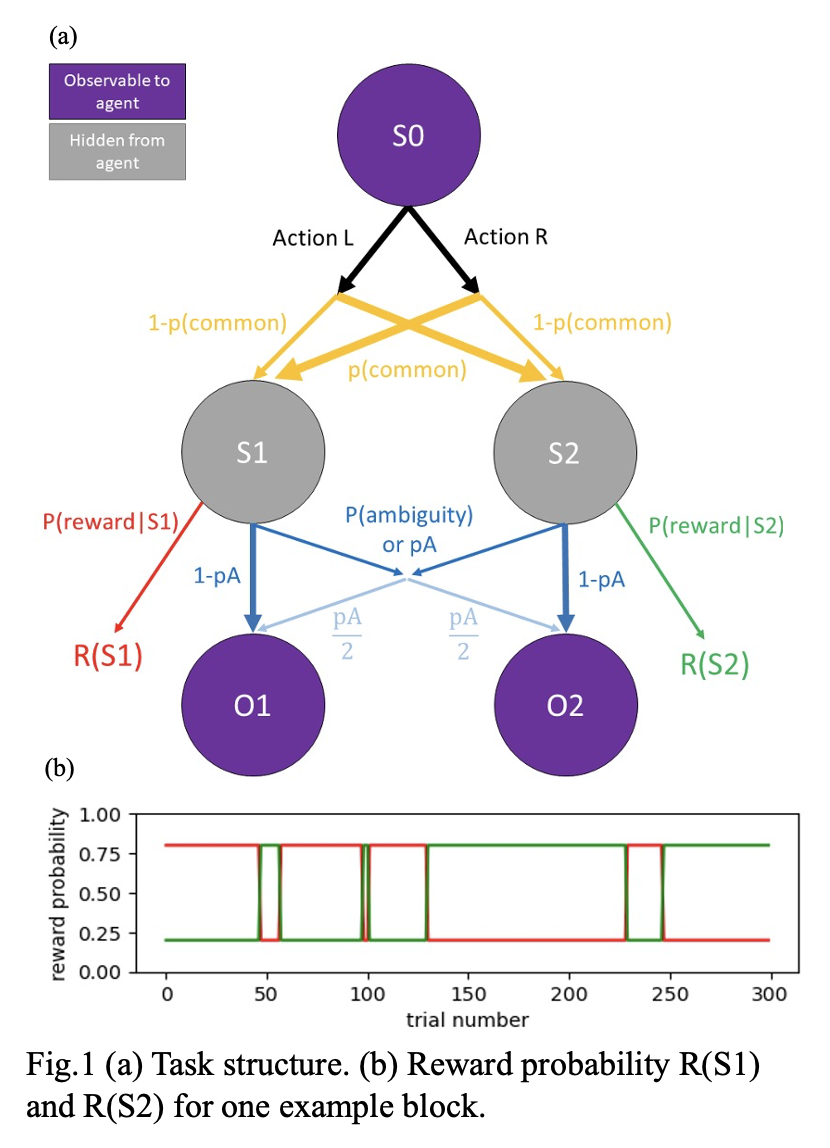 (a)
Observable to
agent
Hidden from
agent
S0
Action L
Action R
1-p(common)
1-p(common)
p(common)
S1
S2
P(reward|S1)
P(ambiguity)
or pA
P(reward|S2)
1-pA
1-pA
pA
2
pA
2
R(S1)
R(S2)
O1
O2
(b)
reward probability
1.00
0.75
0.50
0.25
0.00
0
50
100
150
200
250
300
trial number
Fig.1 (a) Task structure. (b) Reward probability R(S1)
and R(S2) for one example block.